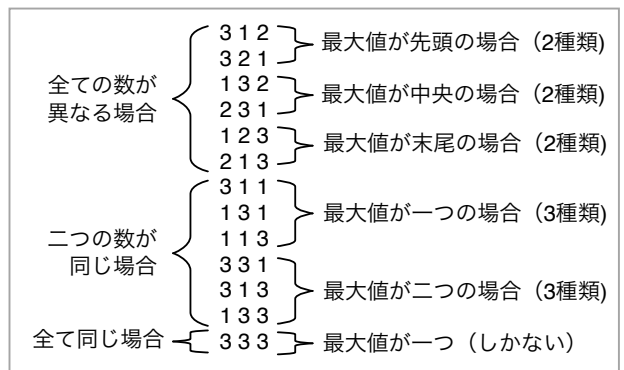 3 1 2
3 2 1
最大値が先頭の場合（2種類)
全ての数が
異なる場合
1 3 2
2 3 1
最大値が中央の場合（2種類)
1 2 3
2 1 3
最大値が末尾の場合（2種類)
二つの数が
同じ場合
3 1 1
1 3 1
1 1 3
最大値が一つの場合（3種類)
3 3 1
3 1 3
1 3 3
最大値が二つの場合（3種類)
全て同じ場合
3 3 3
最大値が一つ（しかない）